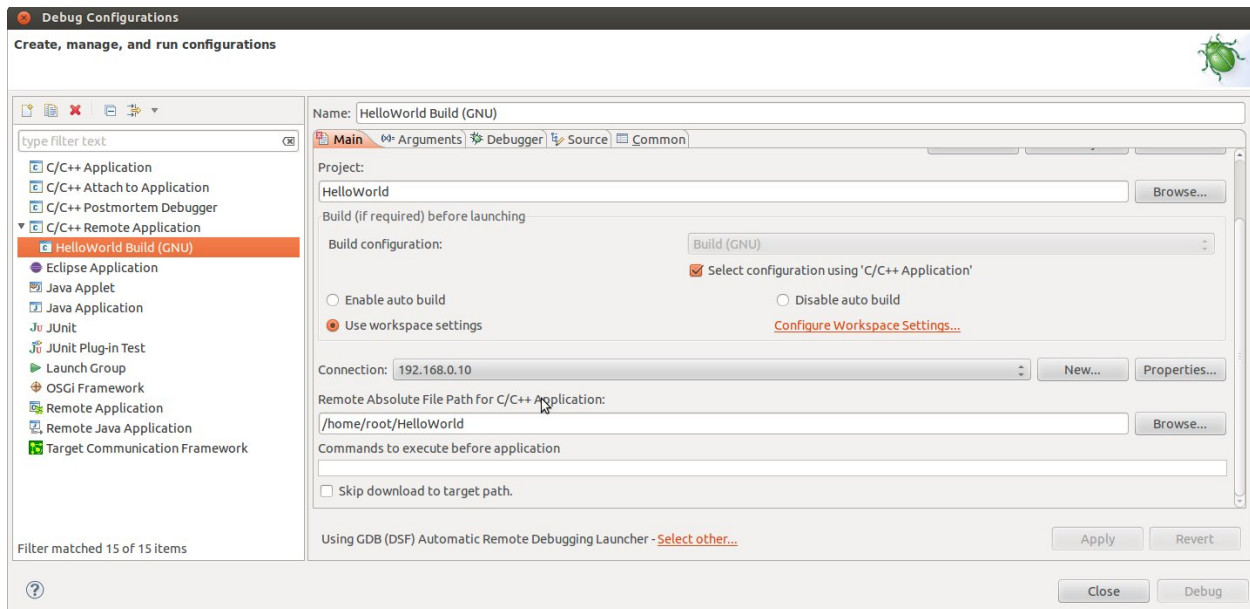 Debug Configurations
Create, manage, and run configurations
type filter text
C/C++ Application
C/C++ Attach to Application
C/C++ Postmortem Debugger
C/C++ Remote Application
HelloWorld Build (GNU)
Eclipse Application
Java Applet
Java Application
JUnit
JUnit Plug-in Test
Launch Group
OSGi Framework
Remote Application
Remote Java Application
Target Communication Framework
Filter matched 15 of 15 items
Name: HelloWorld Build (GNU)
Main Arguments Debugger Source Common
Project:
HelloWorld Browse...
Build (if required) before launching
Build configuration: Build (GNU)
Select configuration using 'C/C++ Application'
Enable auto build Disable auto build
Use workspace settings Configure Workspace Settings...
Connection: 192.168.0.10 New... Properties...
Remote Absolute File Path for C/C++ Application:
/home/root/HelloWorld Browse...
Commands to execute before application
Skip download to target path.
Using GDB (DSF) Automatic Remote Debugging Launcher - Select other... Apply Revert
Close Debug